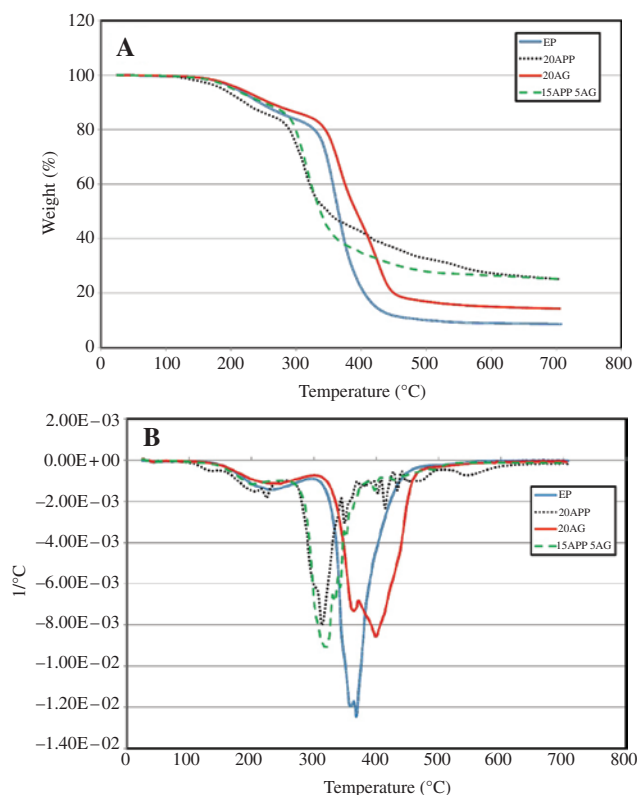 A
120
100
80
60
40
20
0
Weight (%)
EP
20APP
20AG
15APP 5AG
0 100 200 300 400 500 600 700 800
Temperature (°C)
B
2.00E−03
0.00E+00
−2.00E−03
−4.00E−03
−6.00E−03
−8.00E−03
−1.00E−02
−1.20E−02
−1.40E−02
1/°C
EP
20APP
20AG
15APP 5AG
0 100 200 300 400 500 600 700 800
Temperature (°C)